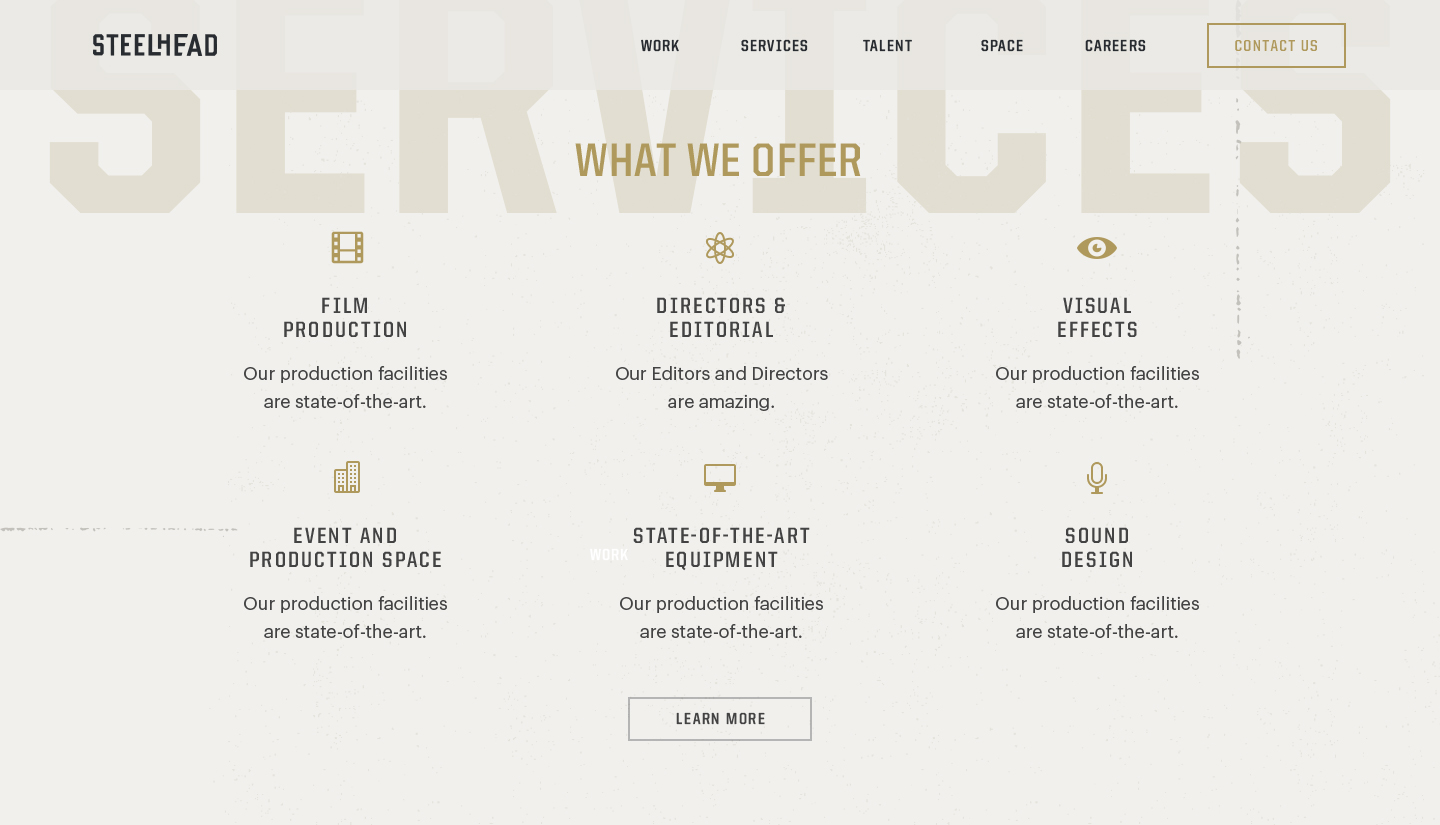 SERVICES
STEELHEAD
WORK SERVICES TALENT SPACE CAREERS CONTACT US
WHAT WE OFFER
FILM
PRODUCTION
Our production facilities
are state-of-the-art.
DIRECTORS &
EDITORIAL
Our Editors and Directors
are amazing.
VISUAL
EFFECTS
Our production facilities
are state-of-the-art.
EVENT AND
PRODUCTION SPACE
Our production facilities
are state-of-the-art.
WORK
STATE-OF-THE-ART
EQUIPMENT
Our production facilities
are state-of-the-art.
SOUND
DESIGN
Our production facilities
are state-of-the-art.
LEARN MORE